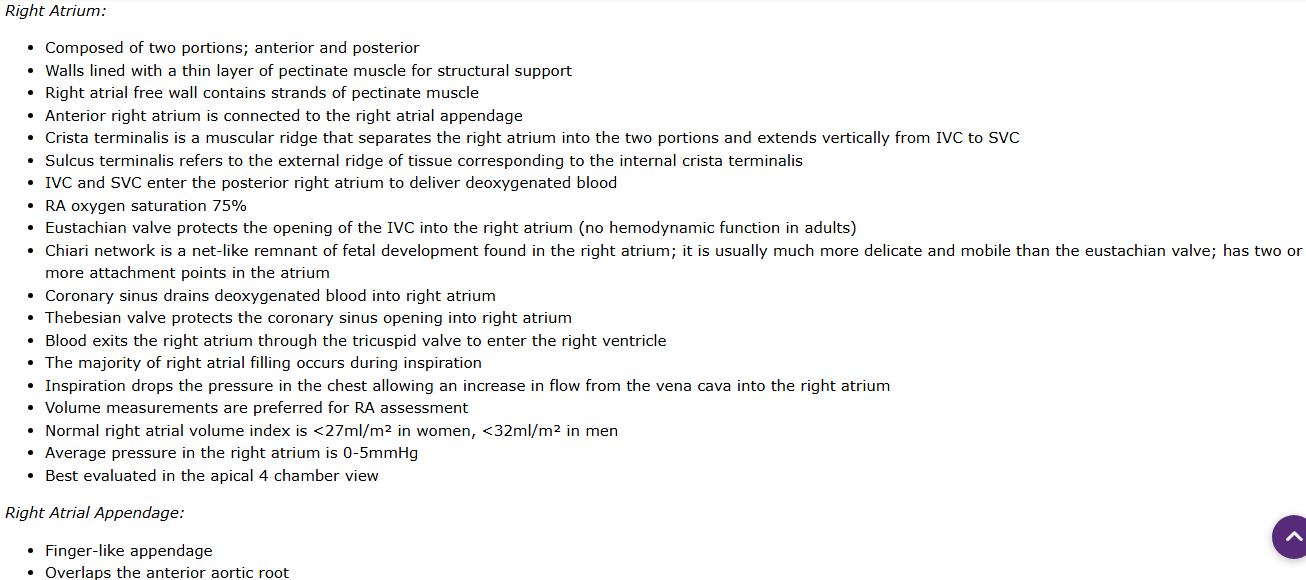 Right Atrium:
• Composed of two portions; anterior and posterior
• Walls lined with a thin layer of pectinate muscle for structural support
• Right atrial free wall contains strands of pectinate muscle
• Anterior right atrium is connected to the right atrial appendage
• Crista terminalis is a muscular ridge that separates the right atrium into the two portions and extends vertically from IVC to SVC
• Sulcus terminalis refers to the external ridge of tissue corresponding to the internal crista terminalis
• IVC and SVC enter the posterior right atrium to deliver deoxygenated blood
• RA oxygen saturation 75%
• Eustachian valve protects the opening of the IVC into the right atrium (no hemodynamic function in adults)
• Chiari network is a net-like remnant of fetal development found in the right atrium; it is usually much more delicate and mobile than the eustachian valve; has two or
more attachment points in the atrium
• Coronary sinus drains deoxygenated blood into right atrium
• Thebesian valve protects the coronary sinus opening into right atrium
• Blood exits the right atrium through the tricuspid valve to enter the right ventricle
• The majority of right atrial filling occurs during inspiration
• Inspiration drops the pressure in the chest allowing an increase in flow from the vena cava into the right atrium
• Volume measurements are preferred for RA assessment
• Normal right atrial volume index is <27ml/m² in women, <32ml/m² in men
• Average pressure in the right atrium is 0-5mmHg
• Best evaluated in the apical 4 chamber view
Right Atrial Appendage:
• Finger-like appendage
• Overlaps the anterior aortic root